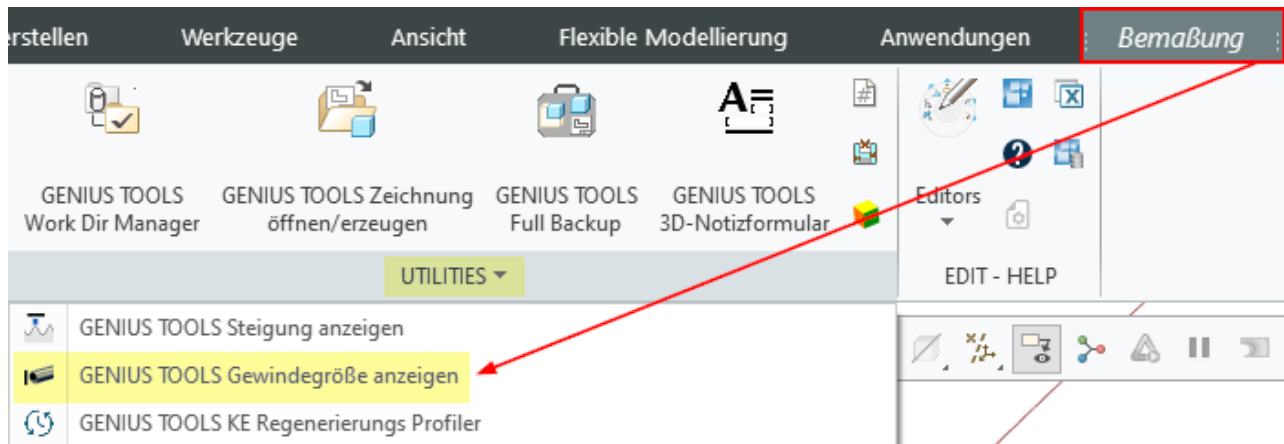 erstellen Werkzeuge Ansicht Flexible Modellierung Anwendungen Bemaßung
GENIUS TOOLS GENIUS TOOLS Zeichnung GENIUS TOOLS GENIUS TOOLS Editors
Work Dir Manager öffnen/erzeugen Full Backup 3D-Notizformular
UTILITIES EDIT - HELP
GENIUS TOOLS Steigung anzeigen
GENIUS TOOLS Gewindegröße anzeigen
GENIUS TOOLS KE Regenerierungs Profiler